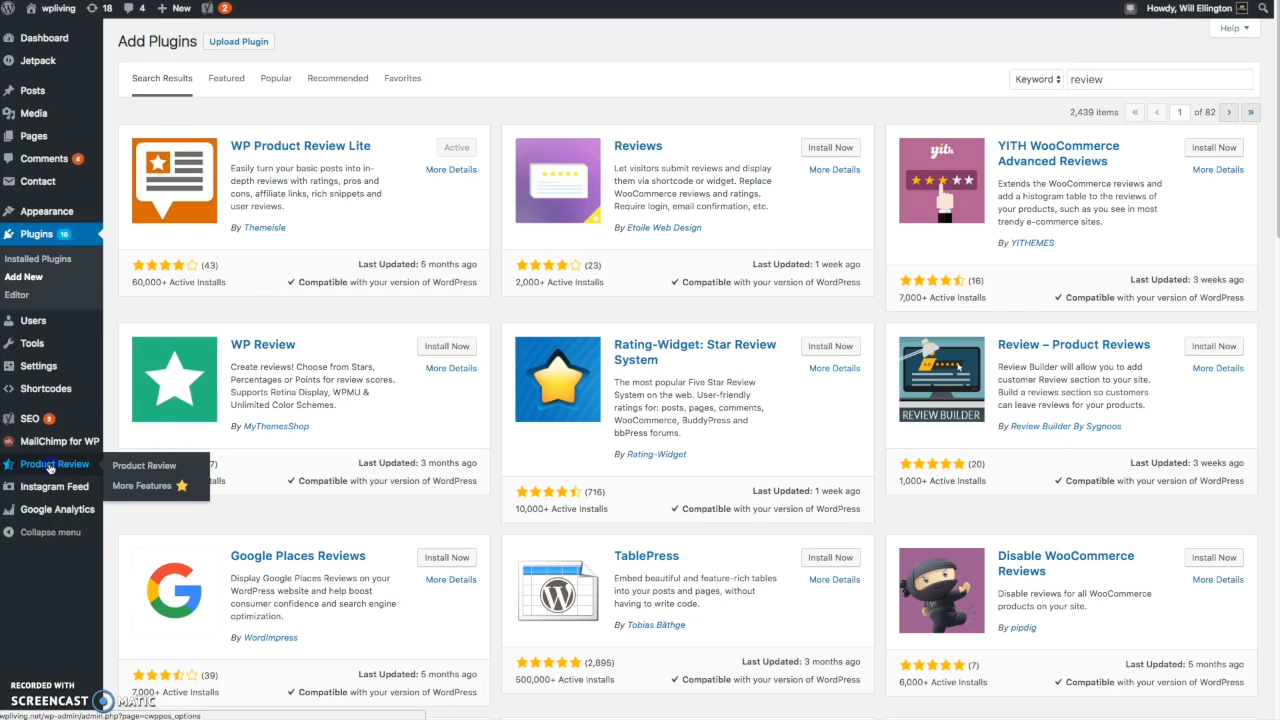 wpliving 18 4 New 2 Howdy, Will Ellington
Dashboard
Jetpack
Posts
Media
Pages
Comments 4
Contact
Appearance
Plugins 10
Installed Plugins
Add New
Editor
Users
Tools
Settings
Shortcodes
SEO
MailChimp for WP
Product Review
Product Review
More Features
Instagram Feed
Google Analytics
Collapse menu
Add Plugins Upload Plugin
Help
Search Results Featured Popular Recommended Favorites
Keyword review
2,439 items « ‹ 1 of 82 › »
WP Product Review Lite
Active
More Details
Easily turn your basic posts into in-
depth reviews with ratings, pros and
cons, affiliate links, rich snippets and
user reviews.
By Themeisle
(43)
Last Updated: 5 months ago
60,000+ Active Installs
✓ Compatible with your version of WordPress
Reviews
Install Now
More Details
Let visitors submit reviews and display
them via shortcode or widget. Replace
WooCommerce reviews and ratings.
Require login, email confirmation, etc.
By Etoile Web Design
(23)
Last Updated: 1 week ago
2,000+ Active Installs
✓ Compatible with your version of WordPress
yith
YITH WooCommerce
Advanced Reviews
Install Now
More Details
Extends the WooCommerce reviews and
add a histogram table to the reviews of
your products, such as you see in most
trendy e-commerce sites.
By YITHEMES
(16)
Last Updated: 3 weeks ago
7,000+ Active Installs
✓ Compatible with your version of WordPress
WP Review
Install Now
More Details
Create reviews! Choose from Stars,
Percentages or Points for review scores.
Supports Retina Display, WPMU &
Unlimited Color Schemes.
By MyThemesShop
7)
Last Updated: 3 months ago
talls
✓ Compatible with your version of WordPress
Rating-Widget: Star Review
System
Install Now
More Details
The most popular Five Star Review
System on the web. User-friendly
ratings for: posts, pages, comments,
WooCommerce, BuddyPress and
bbPress forums.
By Rating-Widget
(716)
Last Updated: 1 week ago
10,000+ Active Installs
✓ Compatible with your version of WordPress
REVIEW BUILDER
Review – Product Reviews
Install Now
More Details
Review Builder will allow you to add
customer Review section to your site.
Build a reviews section so customers
can leave reviews for your products.
By Review Builder By Sygnoos
(20)
Last Updated: 3 weeks ago
1,000+ Active Installs
✓ Compatible with your version of WordPress
Google Places Reviews
Install Now
More Details
Display Google Places Reviews on your
WordPress website and help boost
consumer confidence and search engine
optimization.
By WordImpress
(39)
Last Updated: 5 months ago
7,000+ Active Installs
✓ Compatible with your version of WordPress
TablePress
Install Now
More Details
Embed beautiful and feature-rich tables
into your posts and pages, without
having to write code.
By Tobias Bäthge
(2,895)
Last Updated: 3 months ago
500,000+ Active Installs
✓ Compatible with your version of WordPress
Disable WooCommerce
Reviews
Install Now
More Details
Disable reviews for all WooCommerce
products on your site.
By pipdig
(7)
Last Updated: 5 months ago
6,000+ Active Installs
✓ Compatible with your version of WordPress
RECORDED WITH
SCREENCAST MATIC
wpliving.net/wp-admin/admin.php?page=cwppos_options